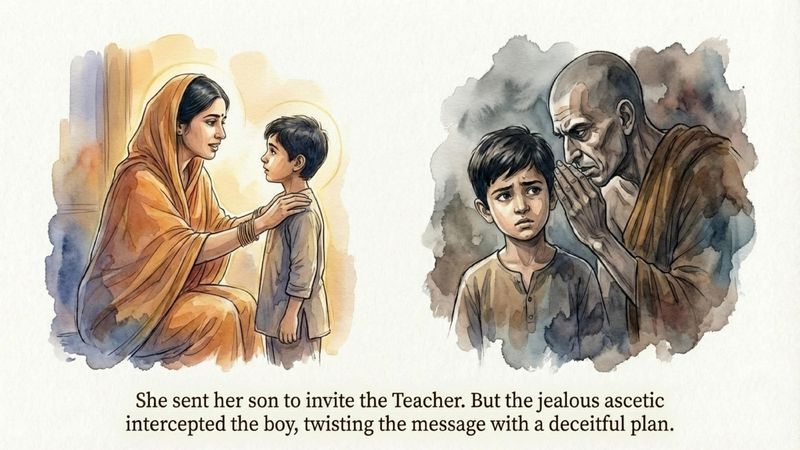 She sent her son to invite the Teacher. But the jealous ascetic
intercepted the boy, twisting the message with a deceitful plan.